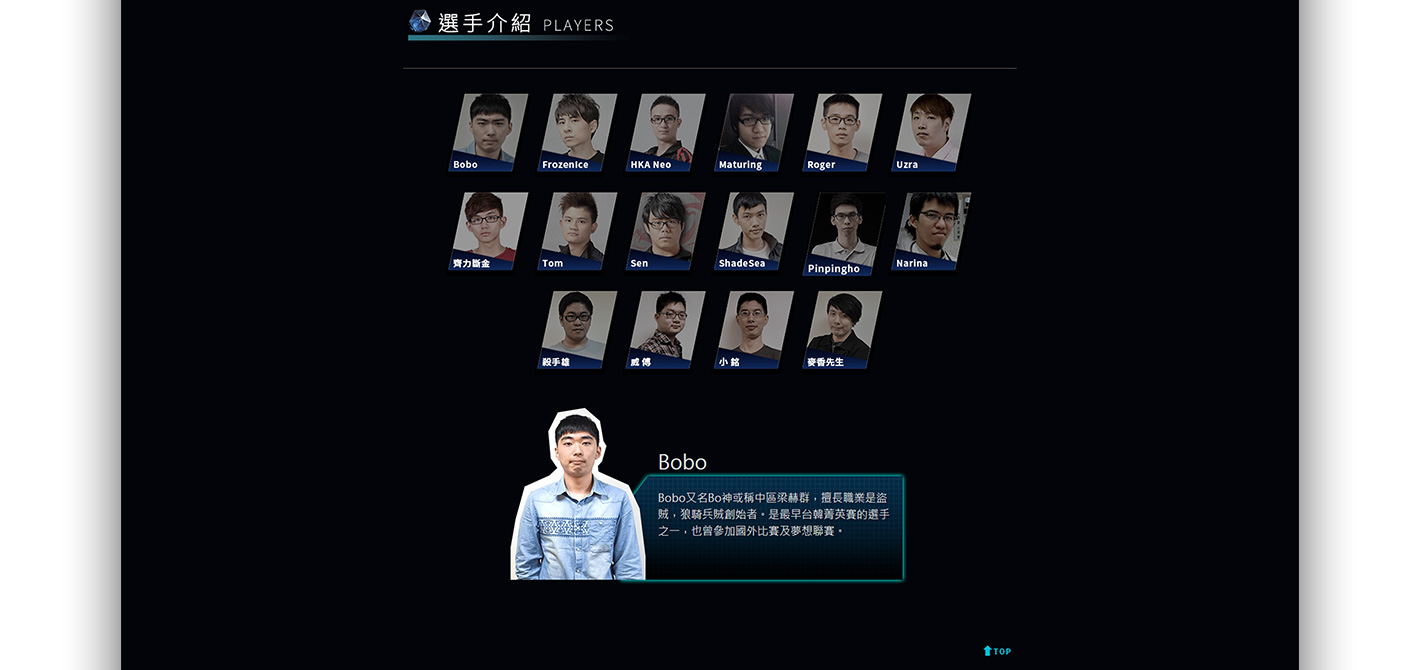 選手介紹 PLAYERS
Bobo
FrozenIce
HKA Neo
Maturing
Roger
Uzra
齊力斷金
Tom
Sen
ShadeSea
Pinpingho
Narina
殺手雄
威傅
小銘
麥香先生
Bobo
Bobo又名Bo神或稱中區梁赫群，擅長職業是盜
賊，狼騎兵賊創始者。是最早台韓菁英賽的選手
之一，也曾參加國外比賽及夢想聯賽。
TOP